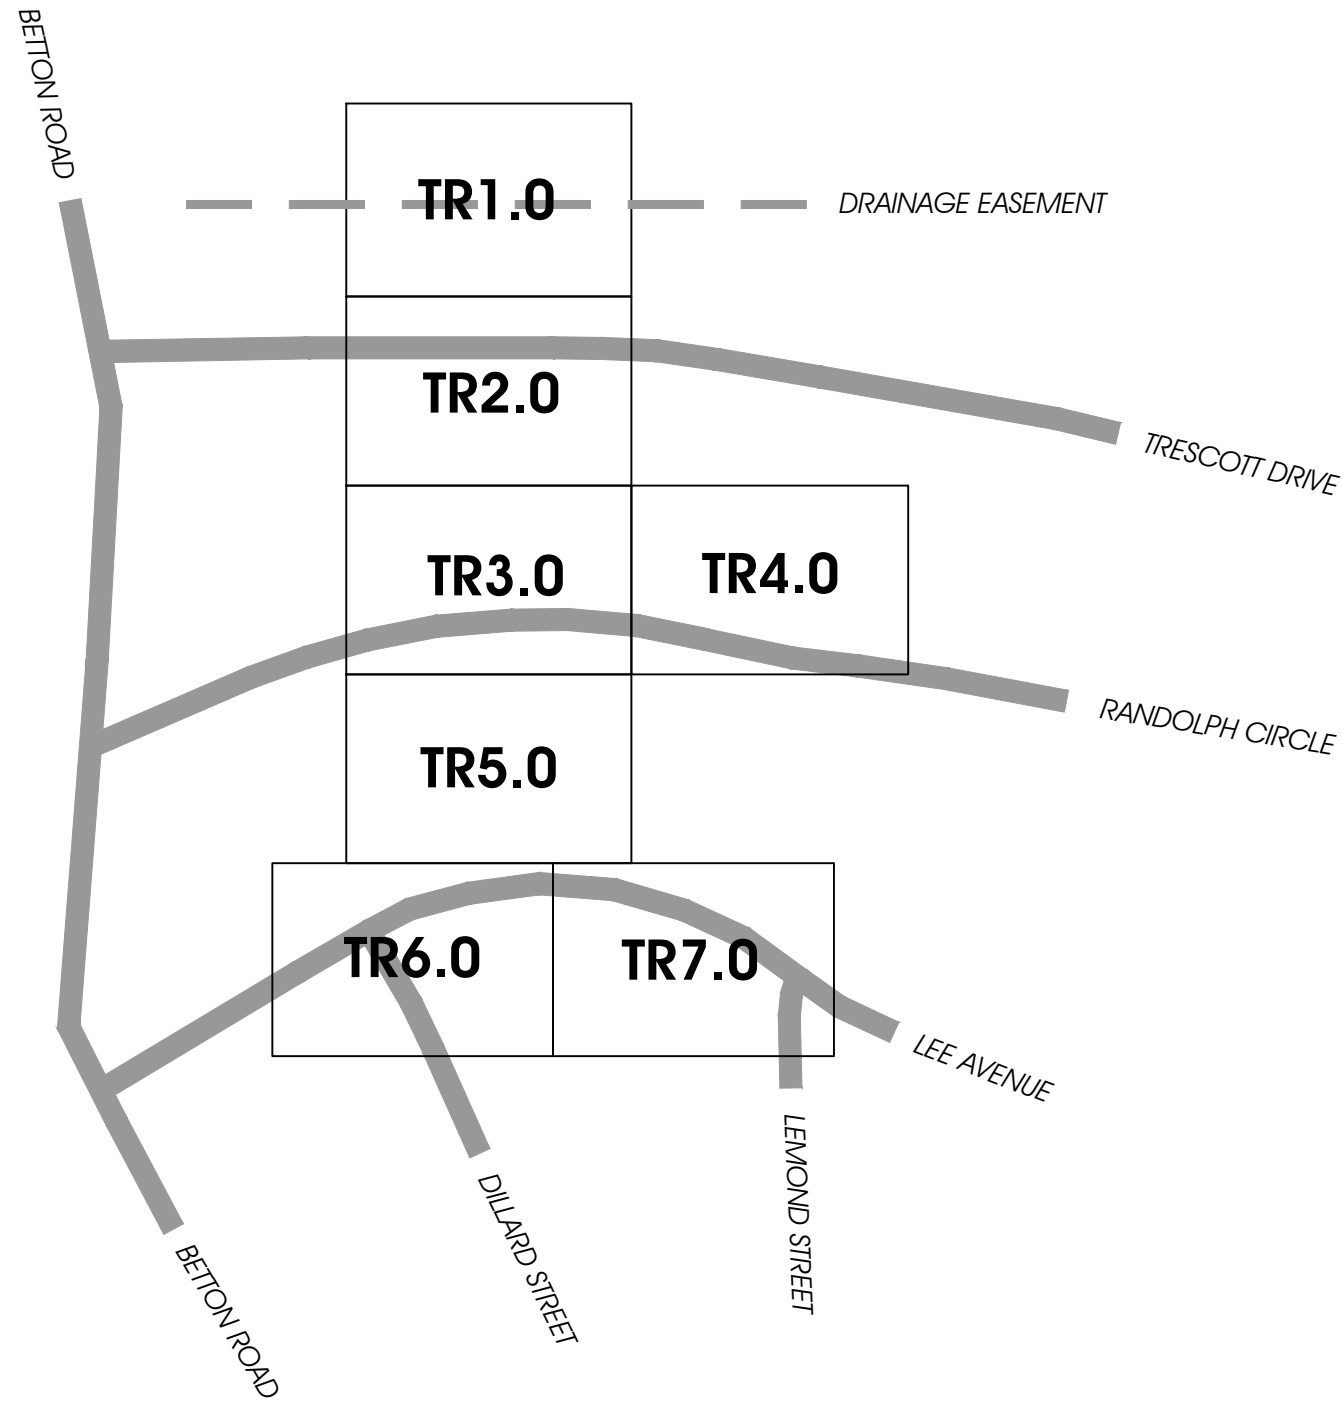 BETTON ROAD
TR1.0
DRAINAGE EASEMENT
TR2.0
TRESCOTT DRIVE
TR3.0
TR4.0
RANDOLPH CIRCLE
TR5.0
TR6.0
TR7.0
LEE AVENUE
LEMOND STREET
DILLARD STREET
BETTON ROAD